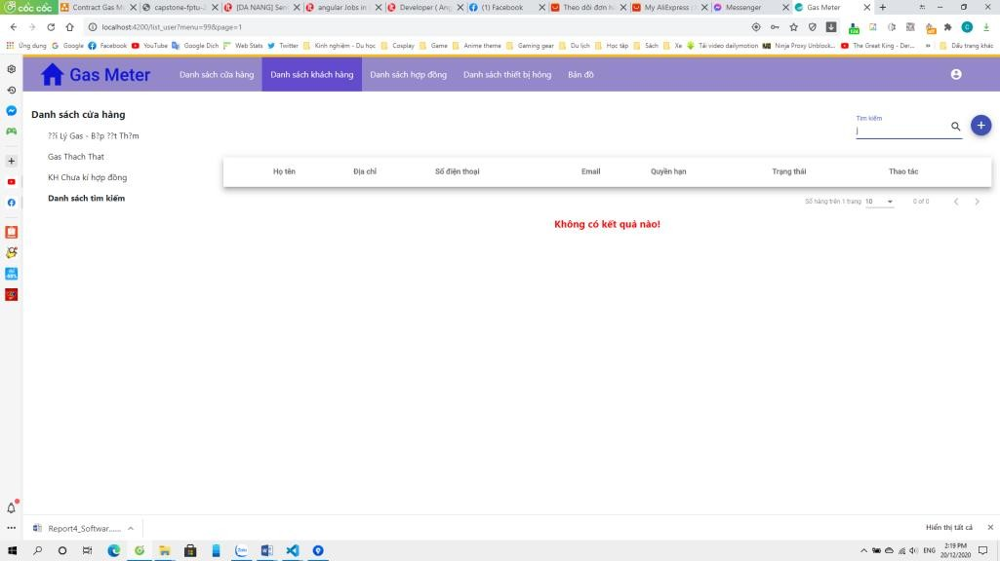 CỐC CỐC
Contract Gas M
capstone-fptu-2
[DA NANG] Sen
angular Jobs in
Developer ( Ang
(1) Facebook
Theo dõi đơn h
My AliExpress :
Messenger
Gas Meter
localhost:4200/list_user?menu=99&page=1
Ứng dụng
Google
Facebook
YouTube
Google Dịch
Web Stats
Twitter
Kinh nghiệm - Du học
Cosplay
Game
Anime theme
Gaming gear
Du lịch
Học tập
Sách
Xe
Tải video dailymotion
Ninja Proxy Unblock...
The Great King - Der...
Dấu trang khác
Gas Meter
Danh sách cửa hàng
Danh sách khách hàng
Danh sách hợp đồng
Danh sách thiết bị hỏng
Bản đồ
Danh sách cửa hàng
??i Lý Gas - B?p ??t Th?m
Gas Thach That
KH Chưa kí hợp đồng
Danh sách tìm kiếm
Tìm kiếm
j
Họ tên
Địa chỉ
Số điện thoại
Email
Quyền hạn
Trạng thái
Thao tác
Số hàng trên 1 trang
10
0 of 0
Không có kết quả nào!
Report4_Softwar....
Hiển thị tất cả
Zalo
ENG
2:19 PM
20/12/2020